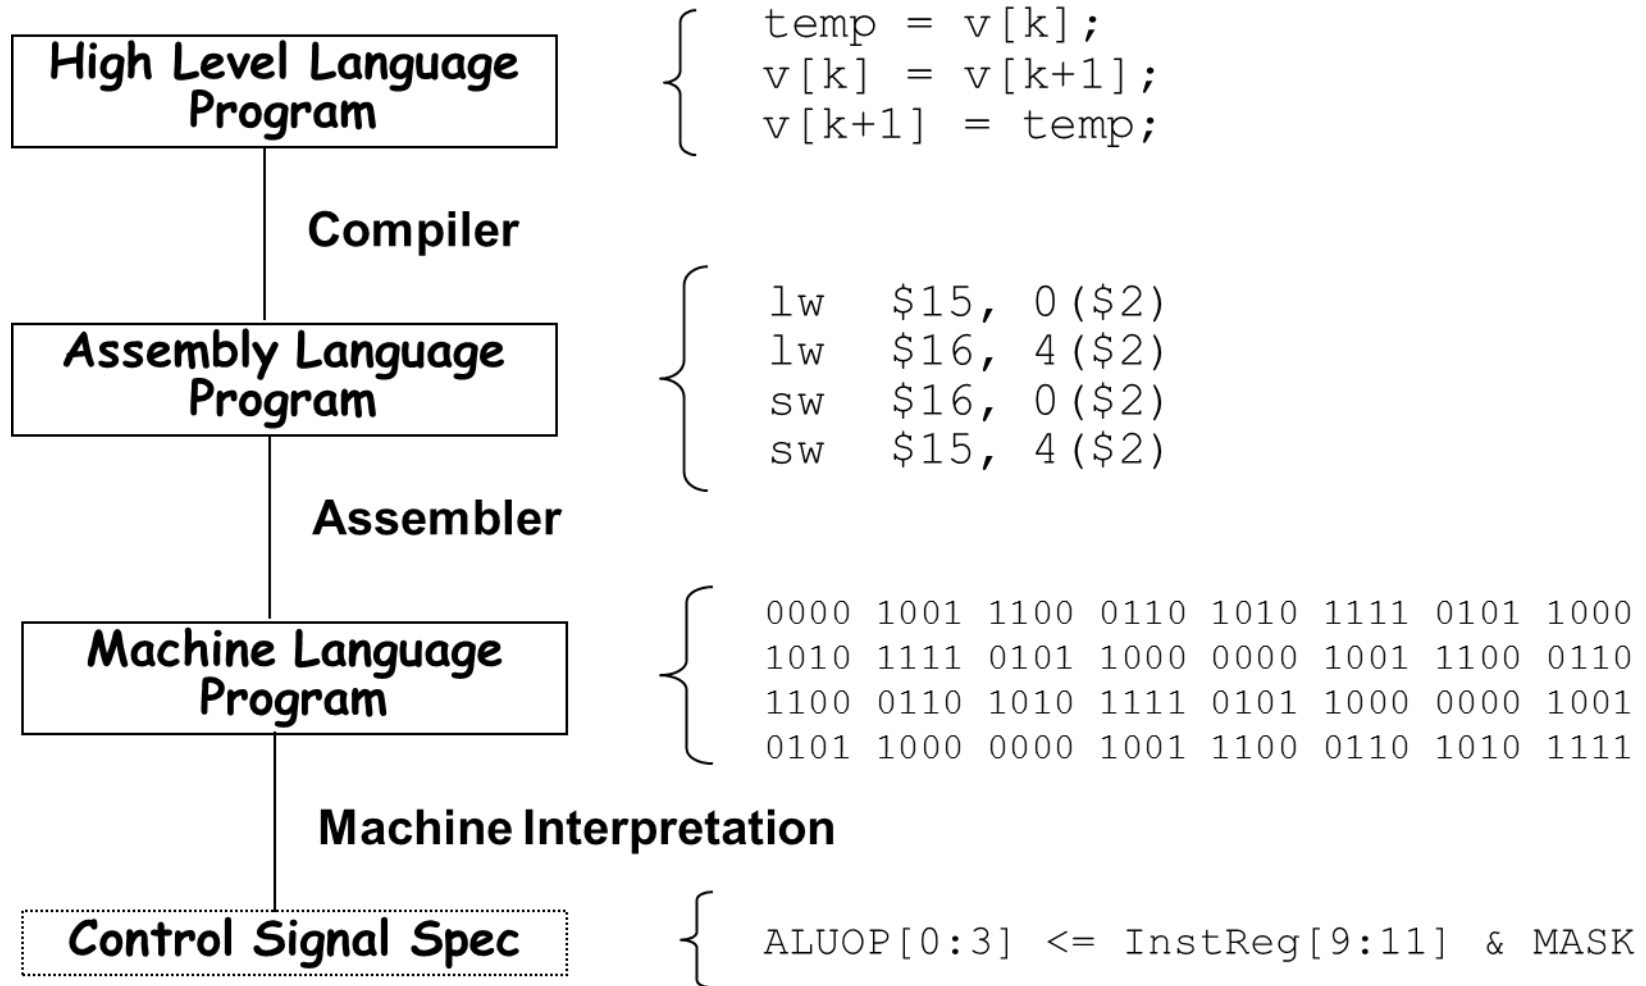 High Level Language
Program
temp = v[k];
v[k] = v[k+1];
v[k+1] = temp;
Compiler
Assembly Language
Program
lw $15, 0($2)
lw $16, 4($2)
sw $16, 0($2)
sw $15, 4($2)
Assembler
Machine Language
Program
0000 1001 1100 0110 1010 1111 0101 1000
1010 1111 0101 1000 0000 1001 1100 0110
1100 0110 1010 1111 0101 1000 0000 1001
0101 1000 0000 1001 1100 0110 1010 1111
Machine Interpretation
Control Signal Spec
ALUOP[0:3] <= InstReg[9:11] & MASK